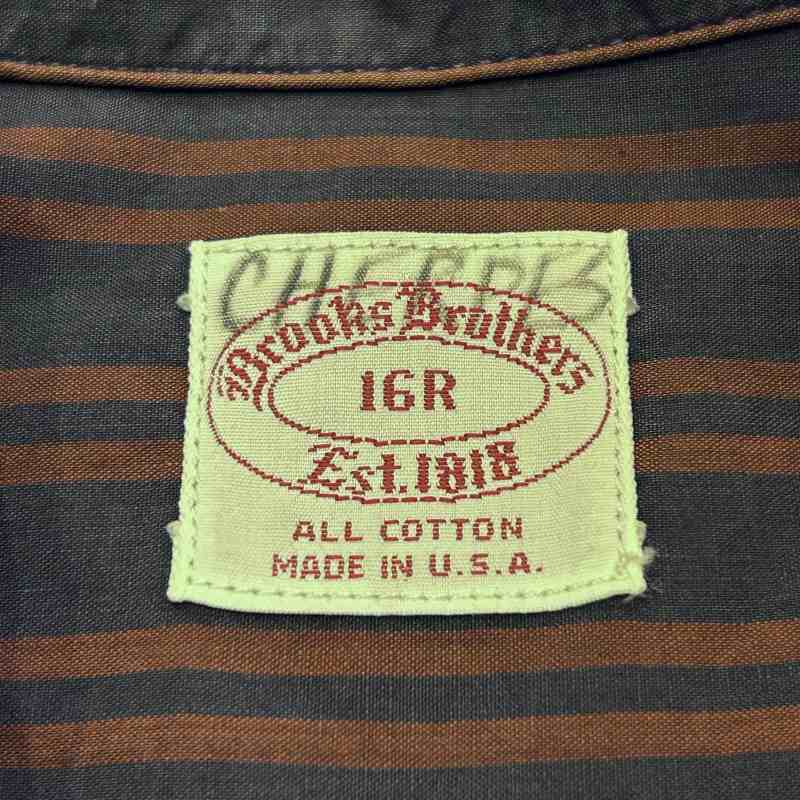 Brooks Brothers
16R
Est. 1818
ALL COTTON
MADE IN U.S.A.